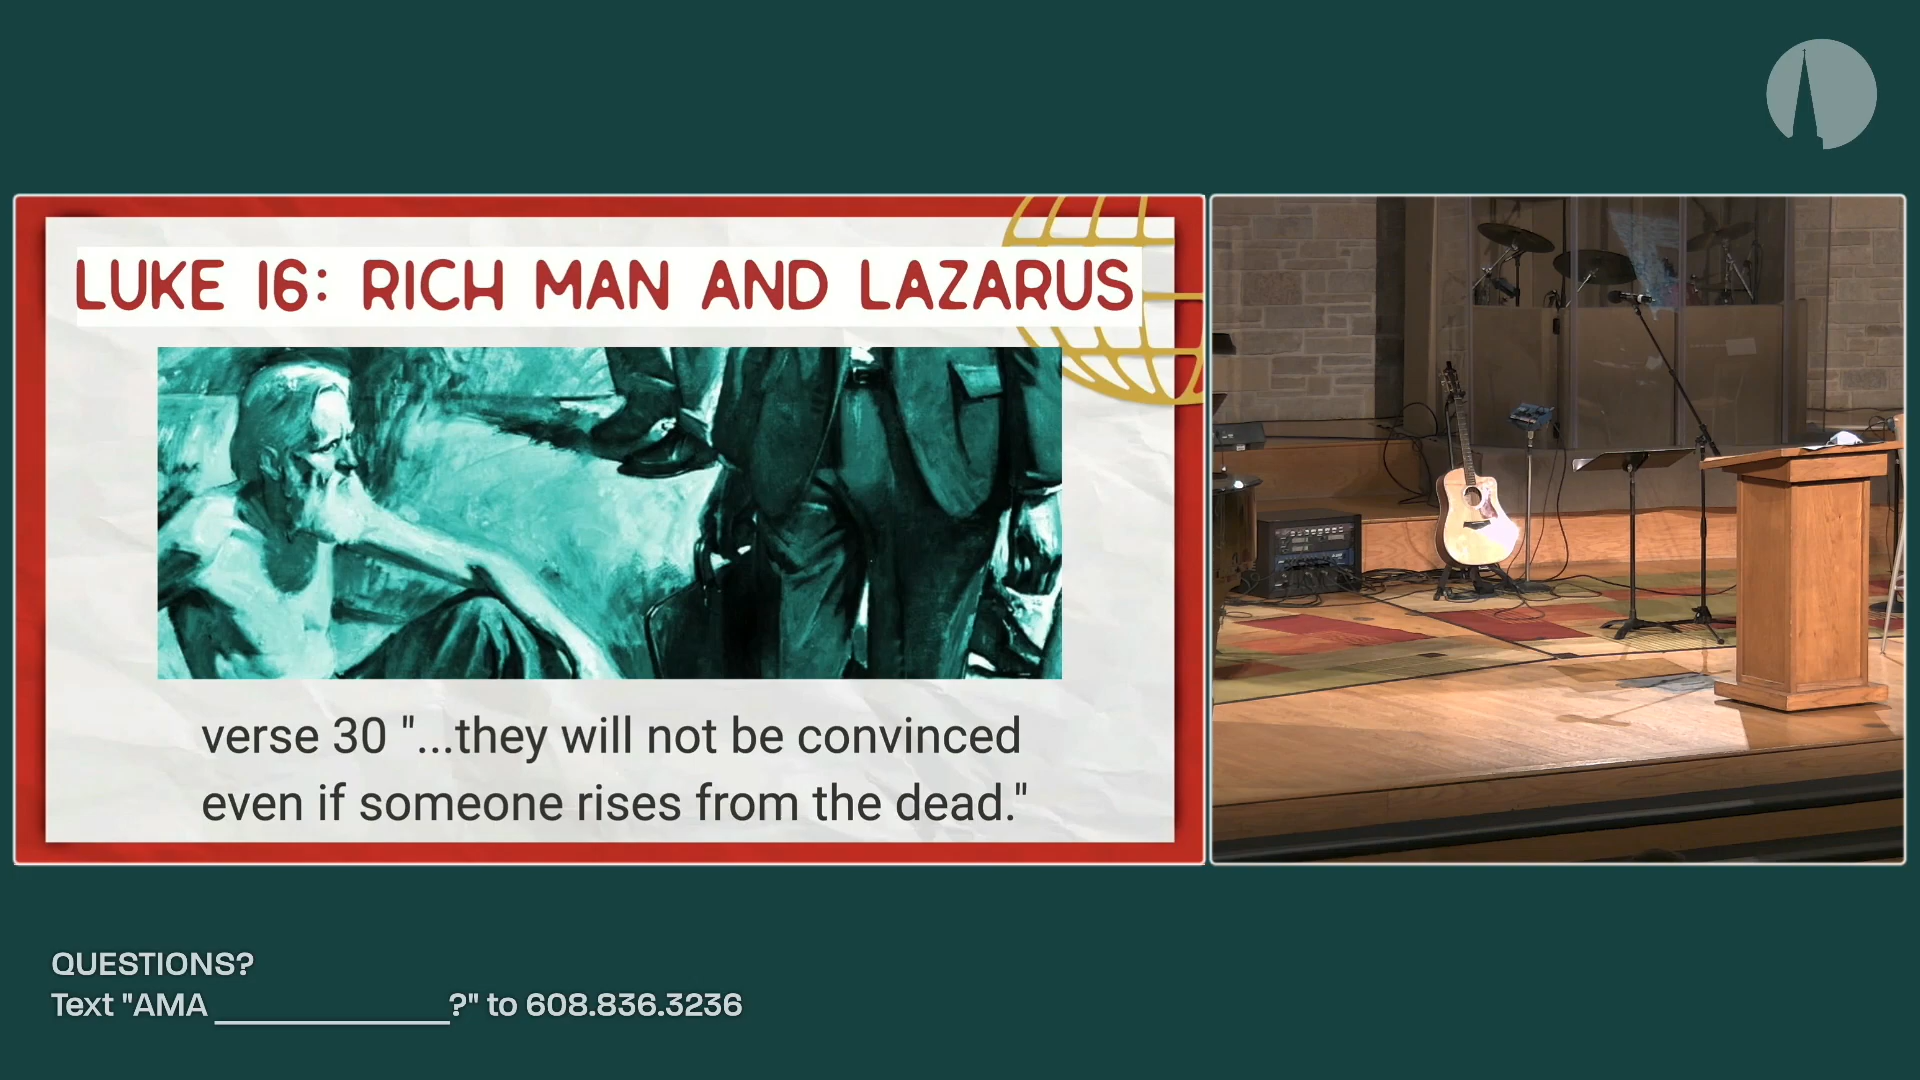 LUKE 16: RICH MAN AND LAZARUS
verse 30 "...they will not be convinced
even if someone rises from the dead."
QUESTIONS?
Text "AMA ______________?" to 608.836.3236